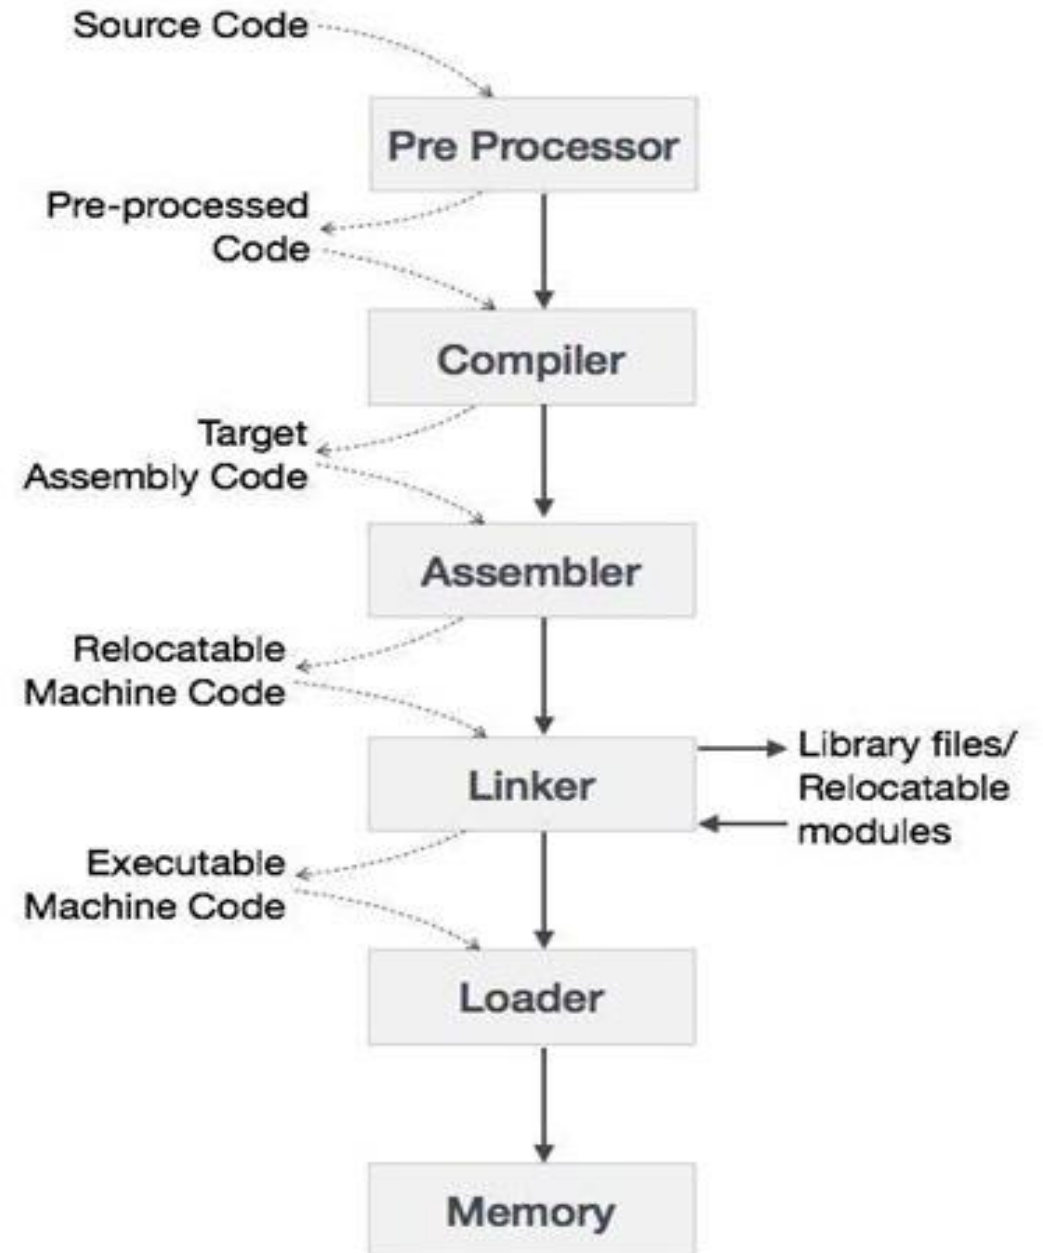 Source Code
Pre Processor
Pre-processed
Code
Compiler
Target
Assembly Code
Assembler
Relocatable
Machine Code
Linker
Library files/
Relocatable
modules
Executable
Machine Code
Loader
Memory